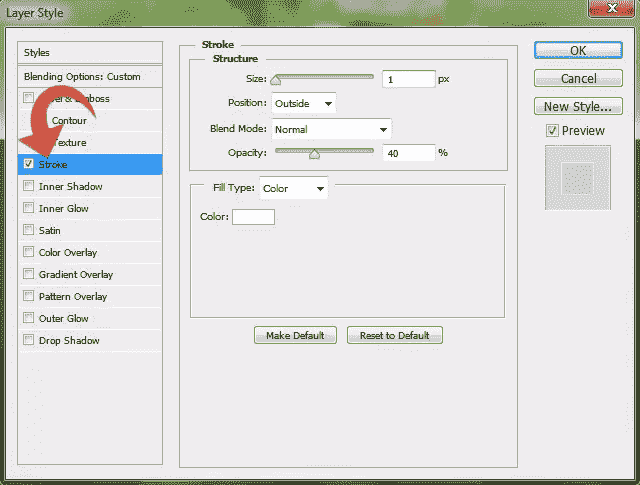 Layer Style
Styles
Blending Options: Custom
& Emboss
Contour
Texture
Stroke
Inner Shadow
Inner Glow
Satin
Color Overlay
Gradient Overlay
Pattern Overlay
Outer Glow
Drop Shadow
Stroke
Structure
Size: 1 px
Position: Outside
Blend Mode: Normal
Opacity: 40 %
Fill Type: Color
Color:
Make Default Reset to Default
OK
Cancel
New Style...
Preview